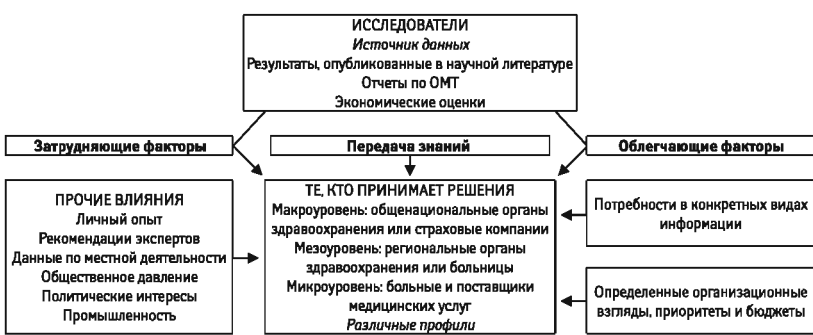 ИССЛЕДОВАТЕЛИ
Источник данных
Результаты, опубликованные в научной литературе
Отчеты по ОМТ
Экономические оценки
Затрудняющие факторы
Передача знаний
Облегчающие факторы
ПРОЧИЕ ВЛИЯНИЯ
Личный опыт
Рекомендации экспертов
Данные по местной деятельности
Общественное давление
Политические интересы
Промышленность
ТЕ, КТО ПРИНИМАЕТ РЕШЕНИЯ
Макроуровень: общенациональные органы
здравоохранения или страховые компании
Мезоуровень: региональные органы
здравоохранения или больницы
Микроуровень: больные и поставщики
медицинских услуг
Различные профили
Потребности в конкретных видах
информации
Определенные организационные
взгляды, приоритеты и бюджеты